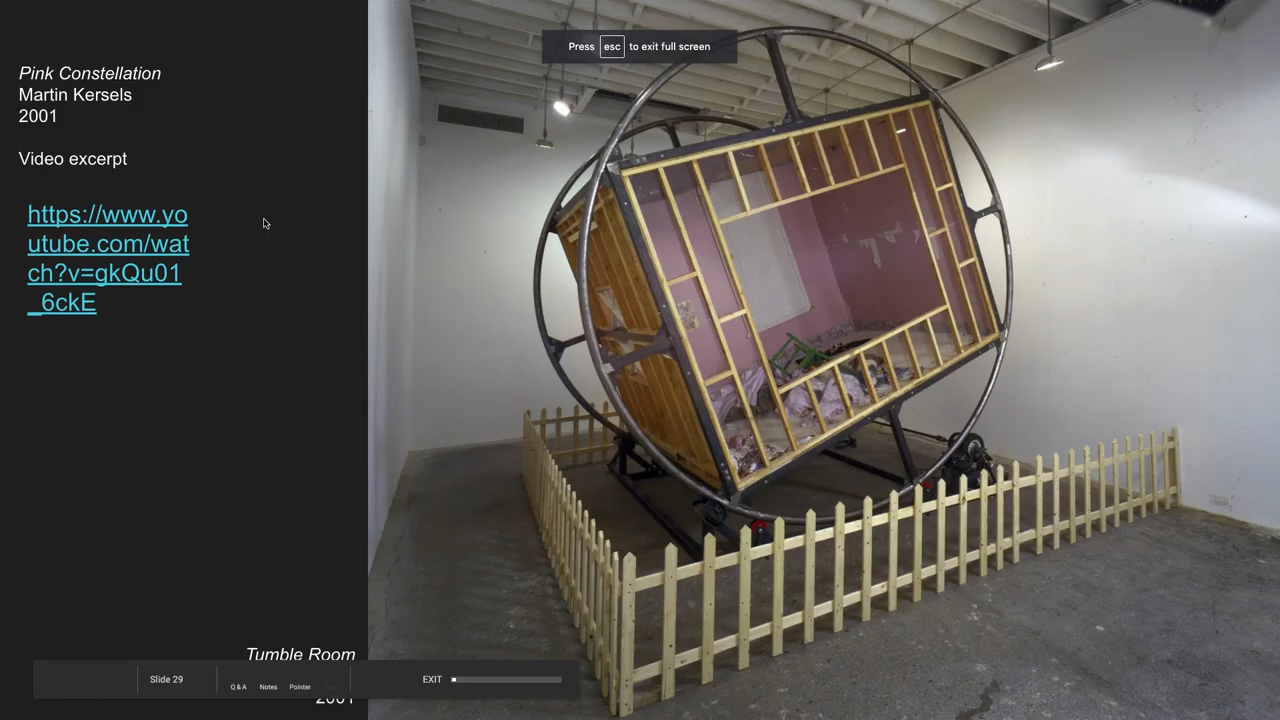 Press esc to exit full screen
Pink Constellation
Martin Kersels
2001
Video excerpt
https://www.yo
utube.com/wat
ch?v=gkQu01
_6ckE
Tumble Room
2001
Slide 29
Q & A
Notes
Pointer
EXIT